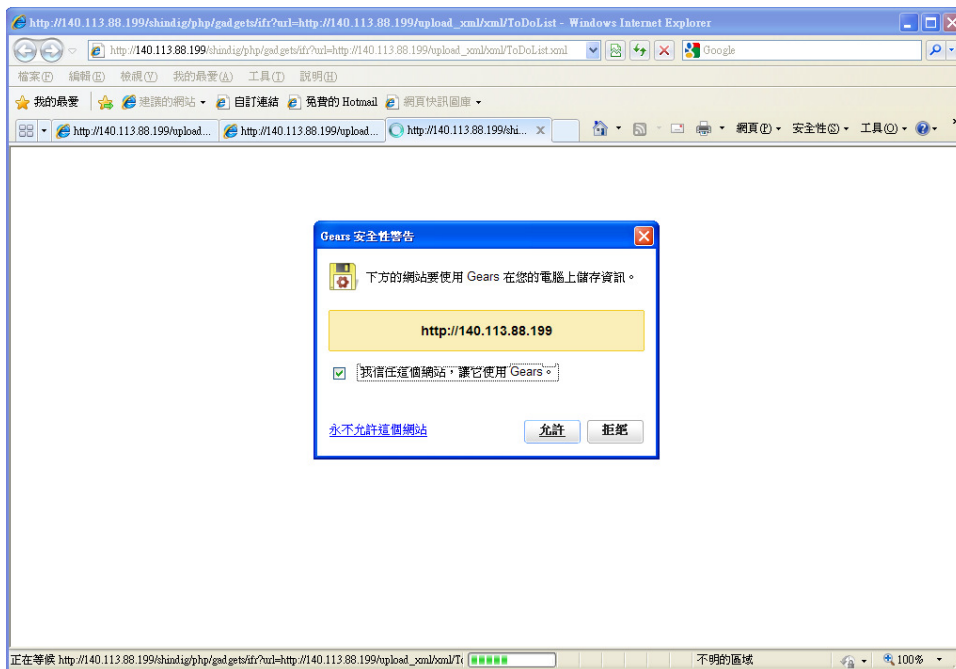 http://140.113.88.199/shindig/php/gadgets/ifr?url=http://140.113.88.199/upload_xml/xml/ToDoList - Windows Internet Explorer
http://140.113.88.199/shindig/php/gadgets/ifr?url=http://140.113.88.199/upload_xml/xml/ToDoList.xml Google
檔案(F) 編輯(E) 檢視(V) 我的最愛(A) 工具(T) 說明(H)
我的最愛 建議的網站 自訂連結 免費的 Hotmail 網頁快訊圖庫
http://140.113.88.199/upload... http://140.113.88.199/upload... http://140.113.88.199/shi... 網頁(P) 安全性(S) 工具(O)
Gears 安全性警告
下方的網站要使用 Gears 在您的電腦上儲存資訊。
http://140.113.88.199
我信任這個網站，讓它使用 Gears。
永不允許這個網站 允許 拒絕
正在等候 http://140.113.88.199/shindig/php/gadgets/ifr?url=http://140.113.88.199/upload_xml/xml/T 不明的區域 100%